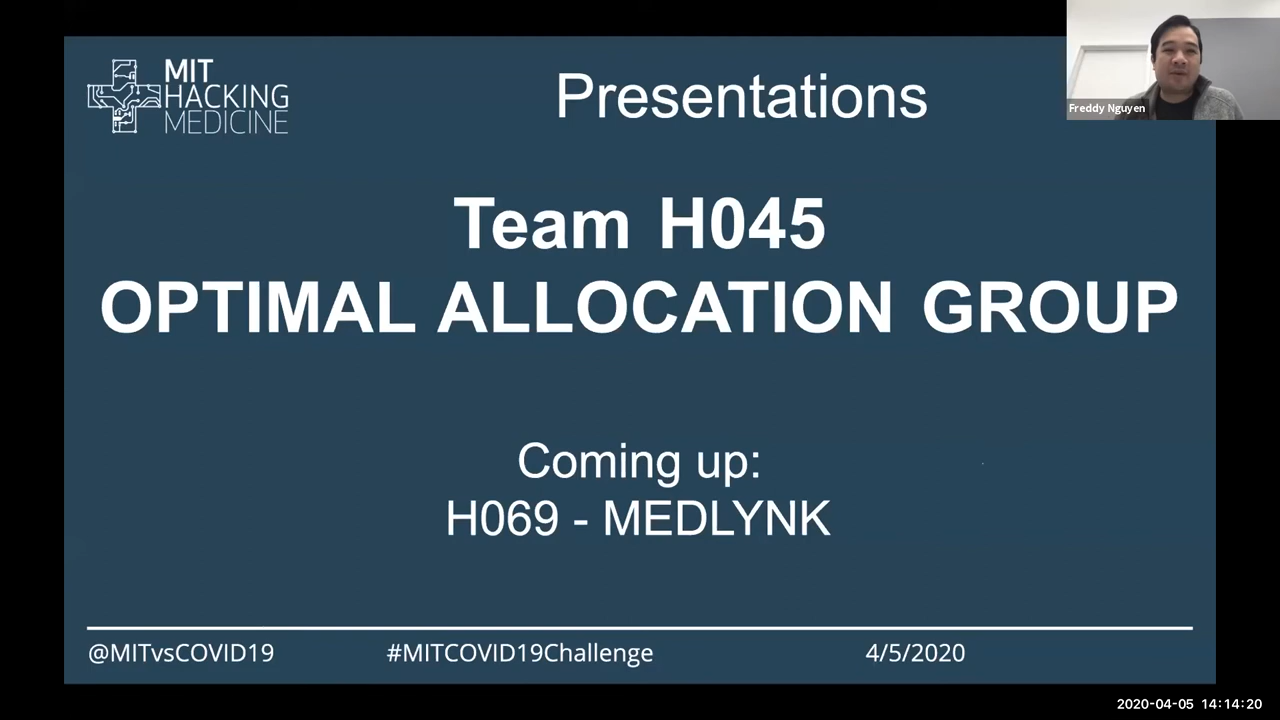 MIT
HACKING
MEDICINE
Presentations
Freddy Nguyen
Team H045
OPTIMAL ALLOCATION GROUP
Coming up:
H069 - MEDLYNK
@MITvsCOVID19 #MITCOVID19Challenge 4/5/2020
2020-04-05 14:14:20